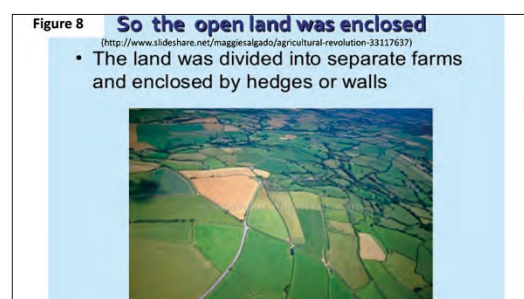 Figure 8
So the open land was enclosed
(http://www.slideshare.net/maggiesalgado/agricultural-revolution-33117637)
• The land was divided into separate farms
and enclosed by hedges or walls